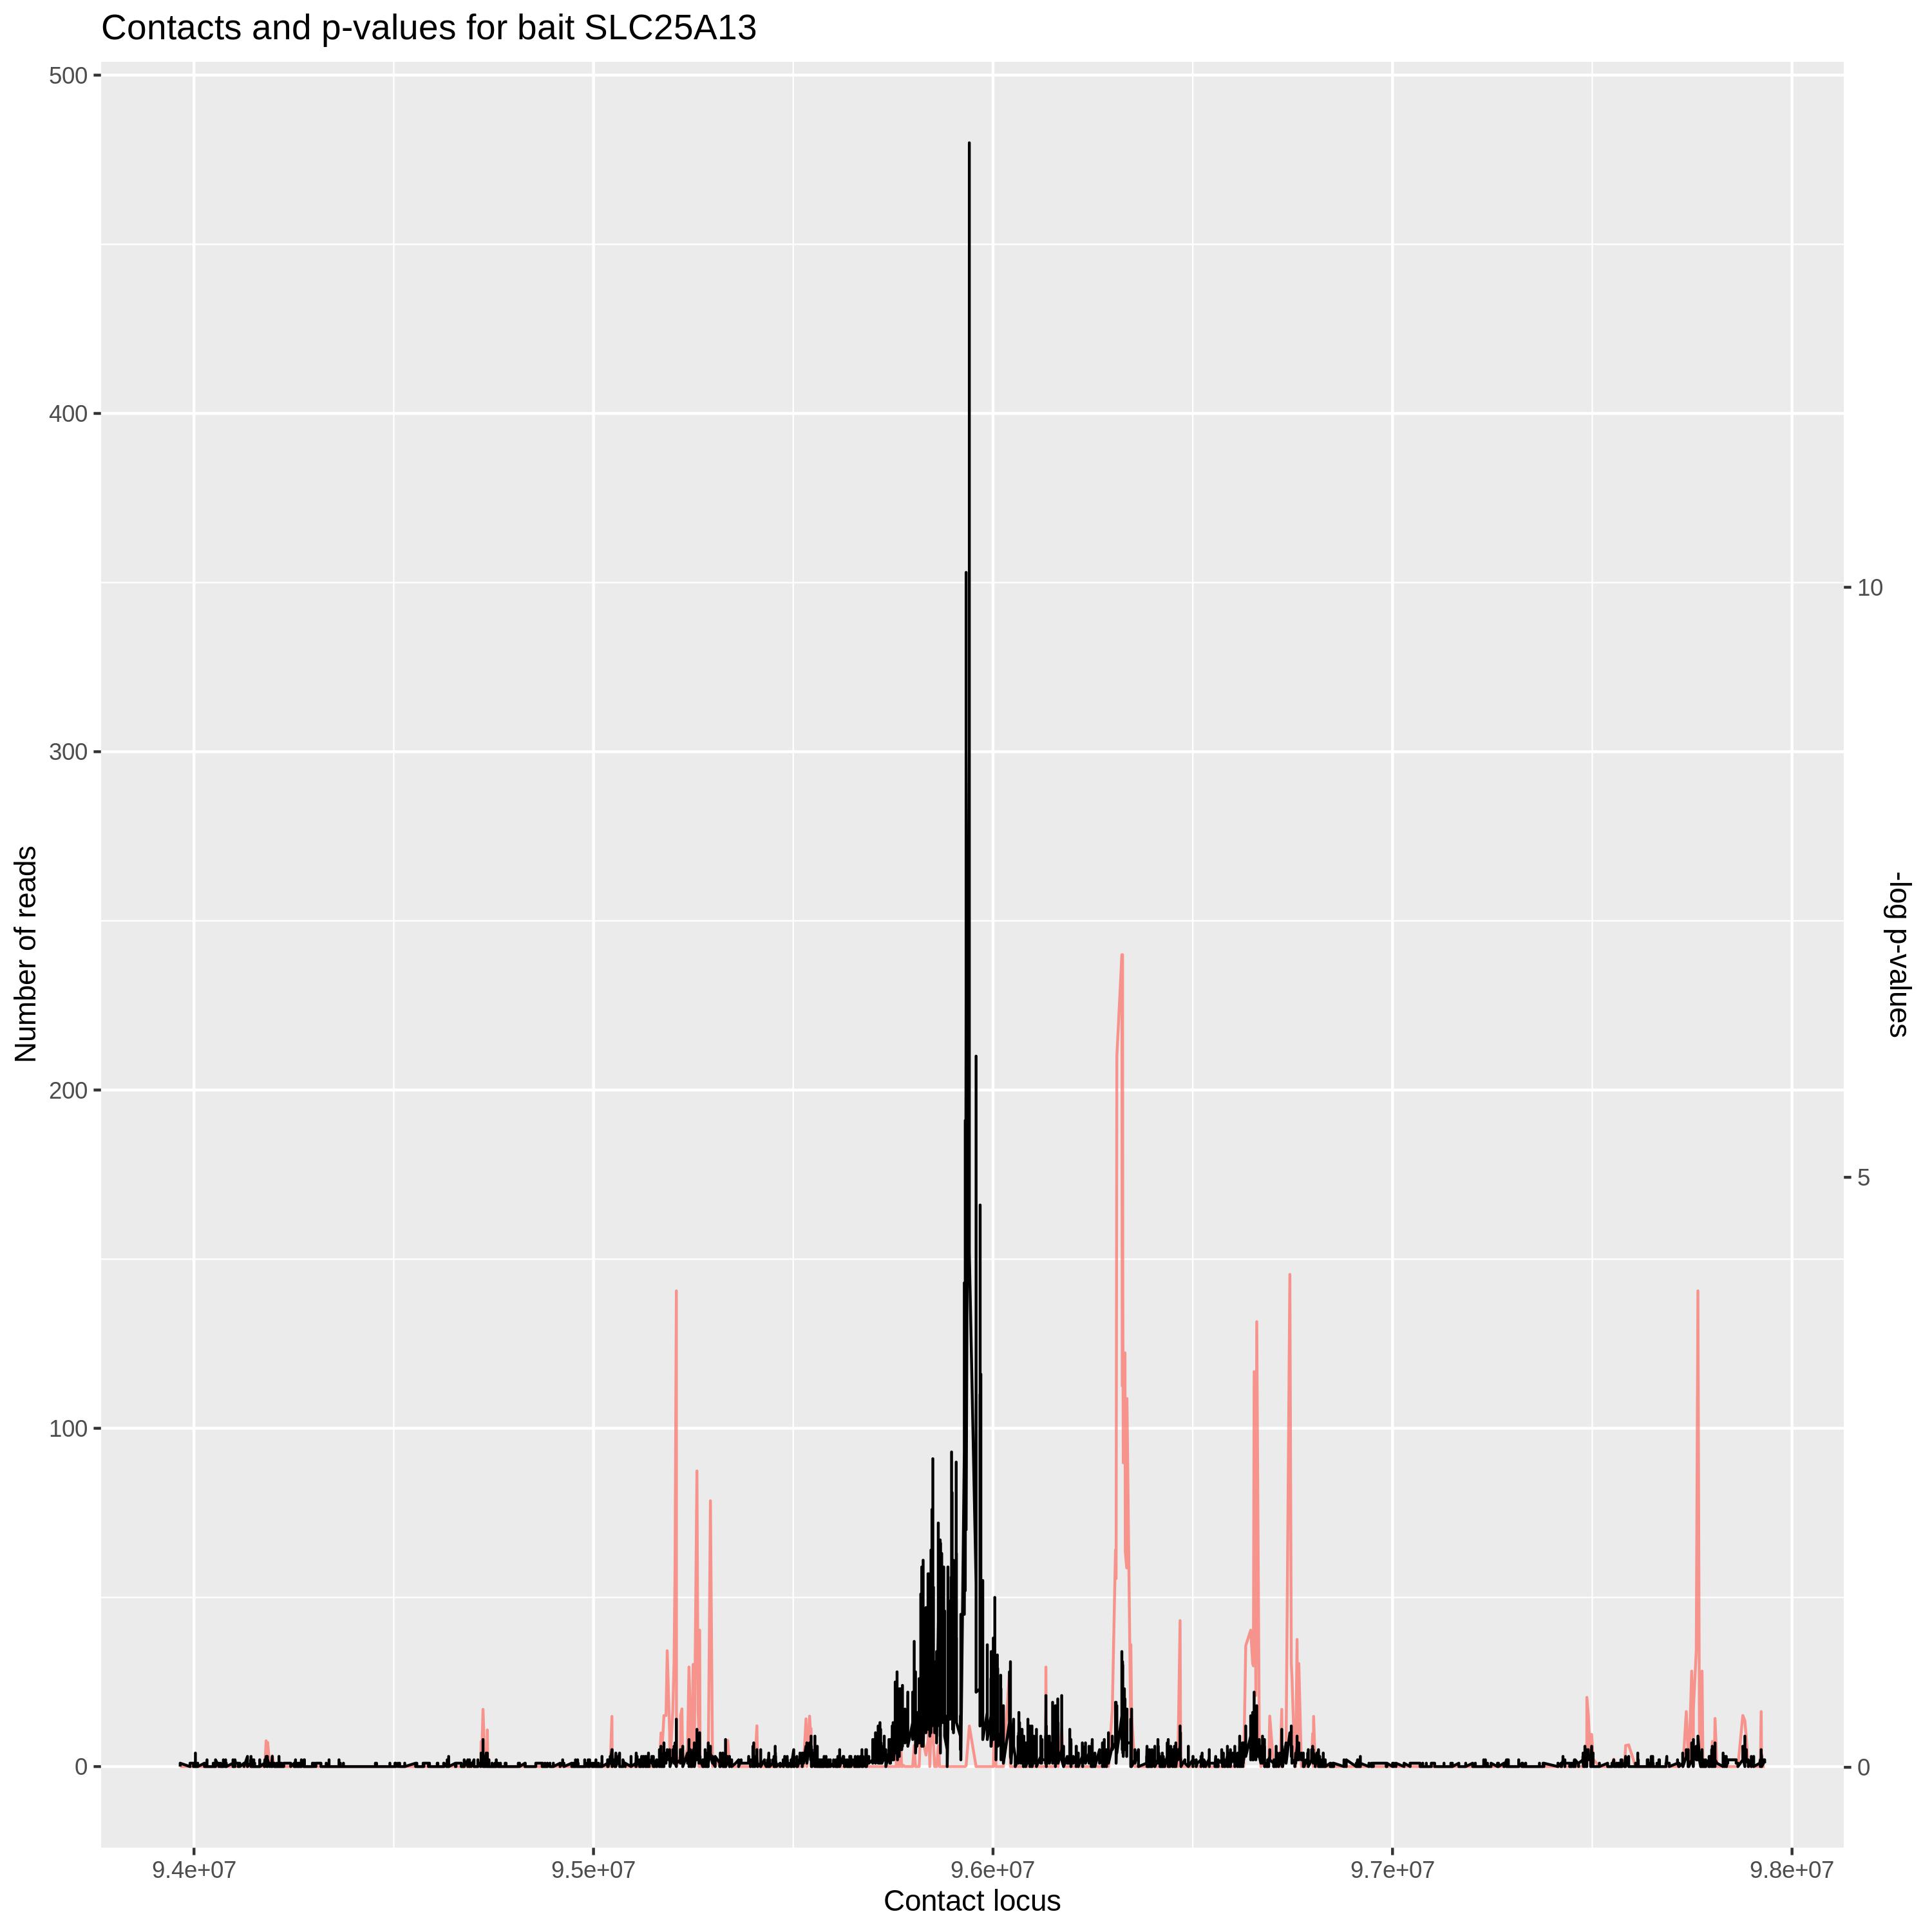 Contacts and p-values for bait SLC25A13
500
400
300
200
100
0
Number of reads
10
5
0
-log p-values
9.4e+07
9.5e+07
9.6e+07
9.7e+07
9.8e+07
Contact locus